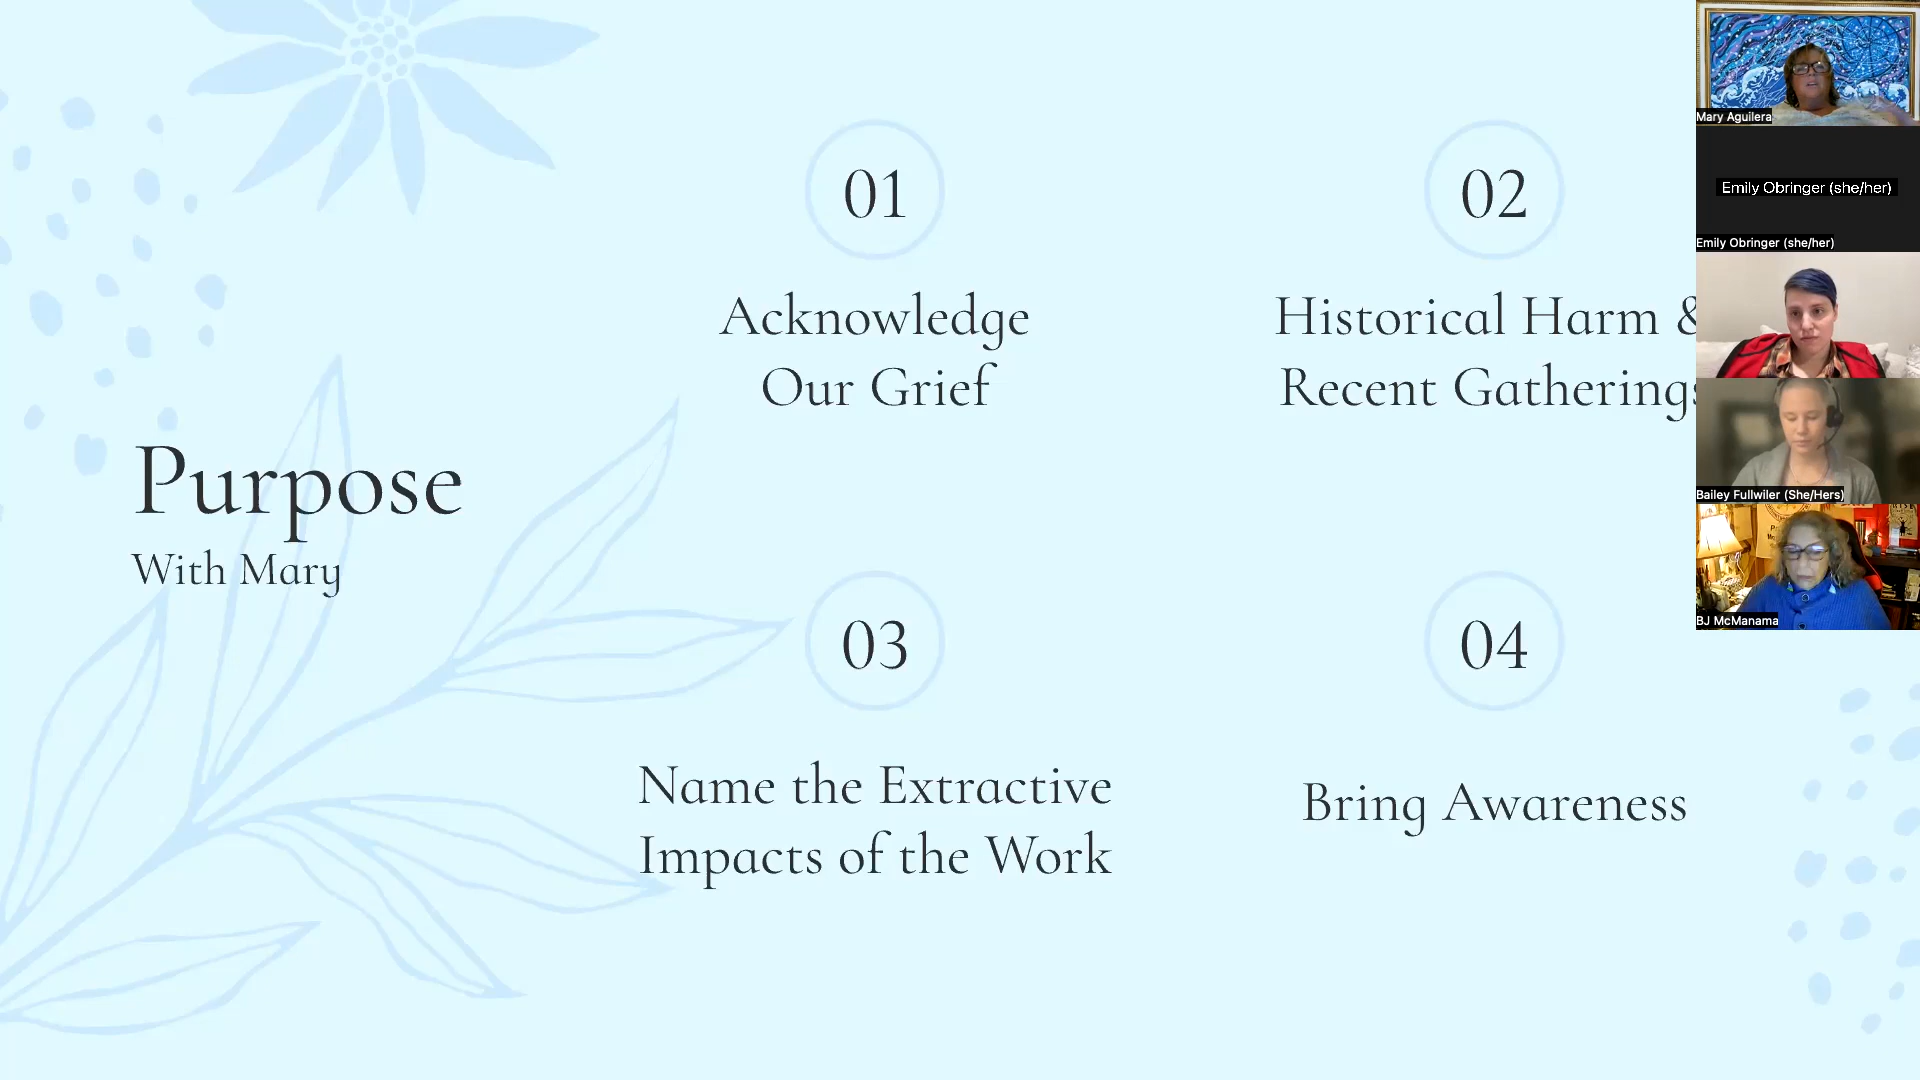 Purpose
With Mary
01
Acknowledge
Our Grief
02
Historical Harm &
Recent Gatherings
03
Name the Extractive
Impacts of the Work
04
Bring Awareness
Mary Aguilera
Emily Obringer (she/her)
Emily Obringer (she/her)
Bailey Fullwiler (She/Hers)
BJ McManama